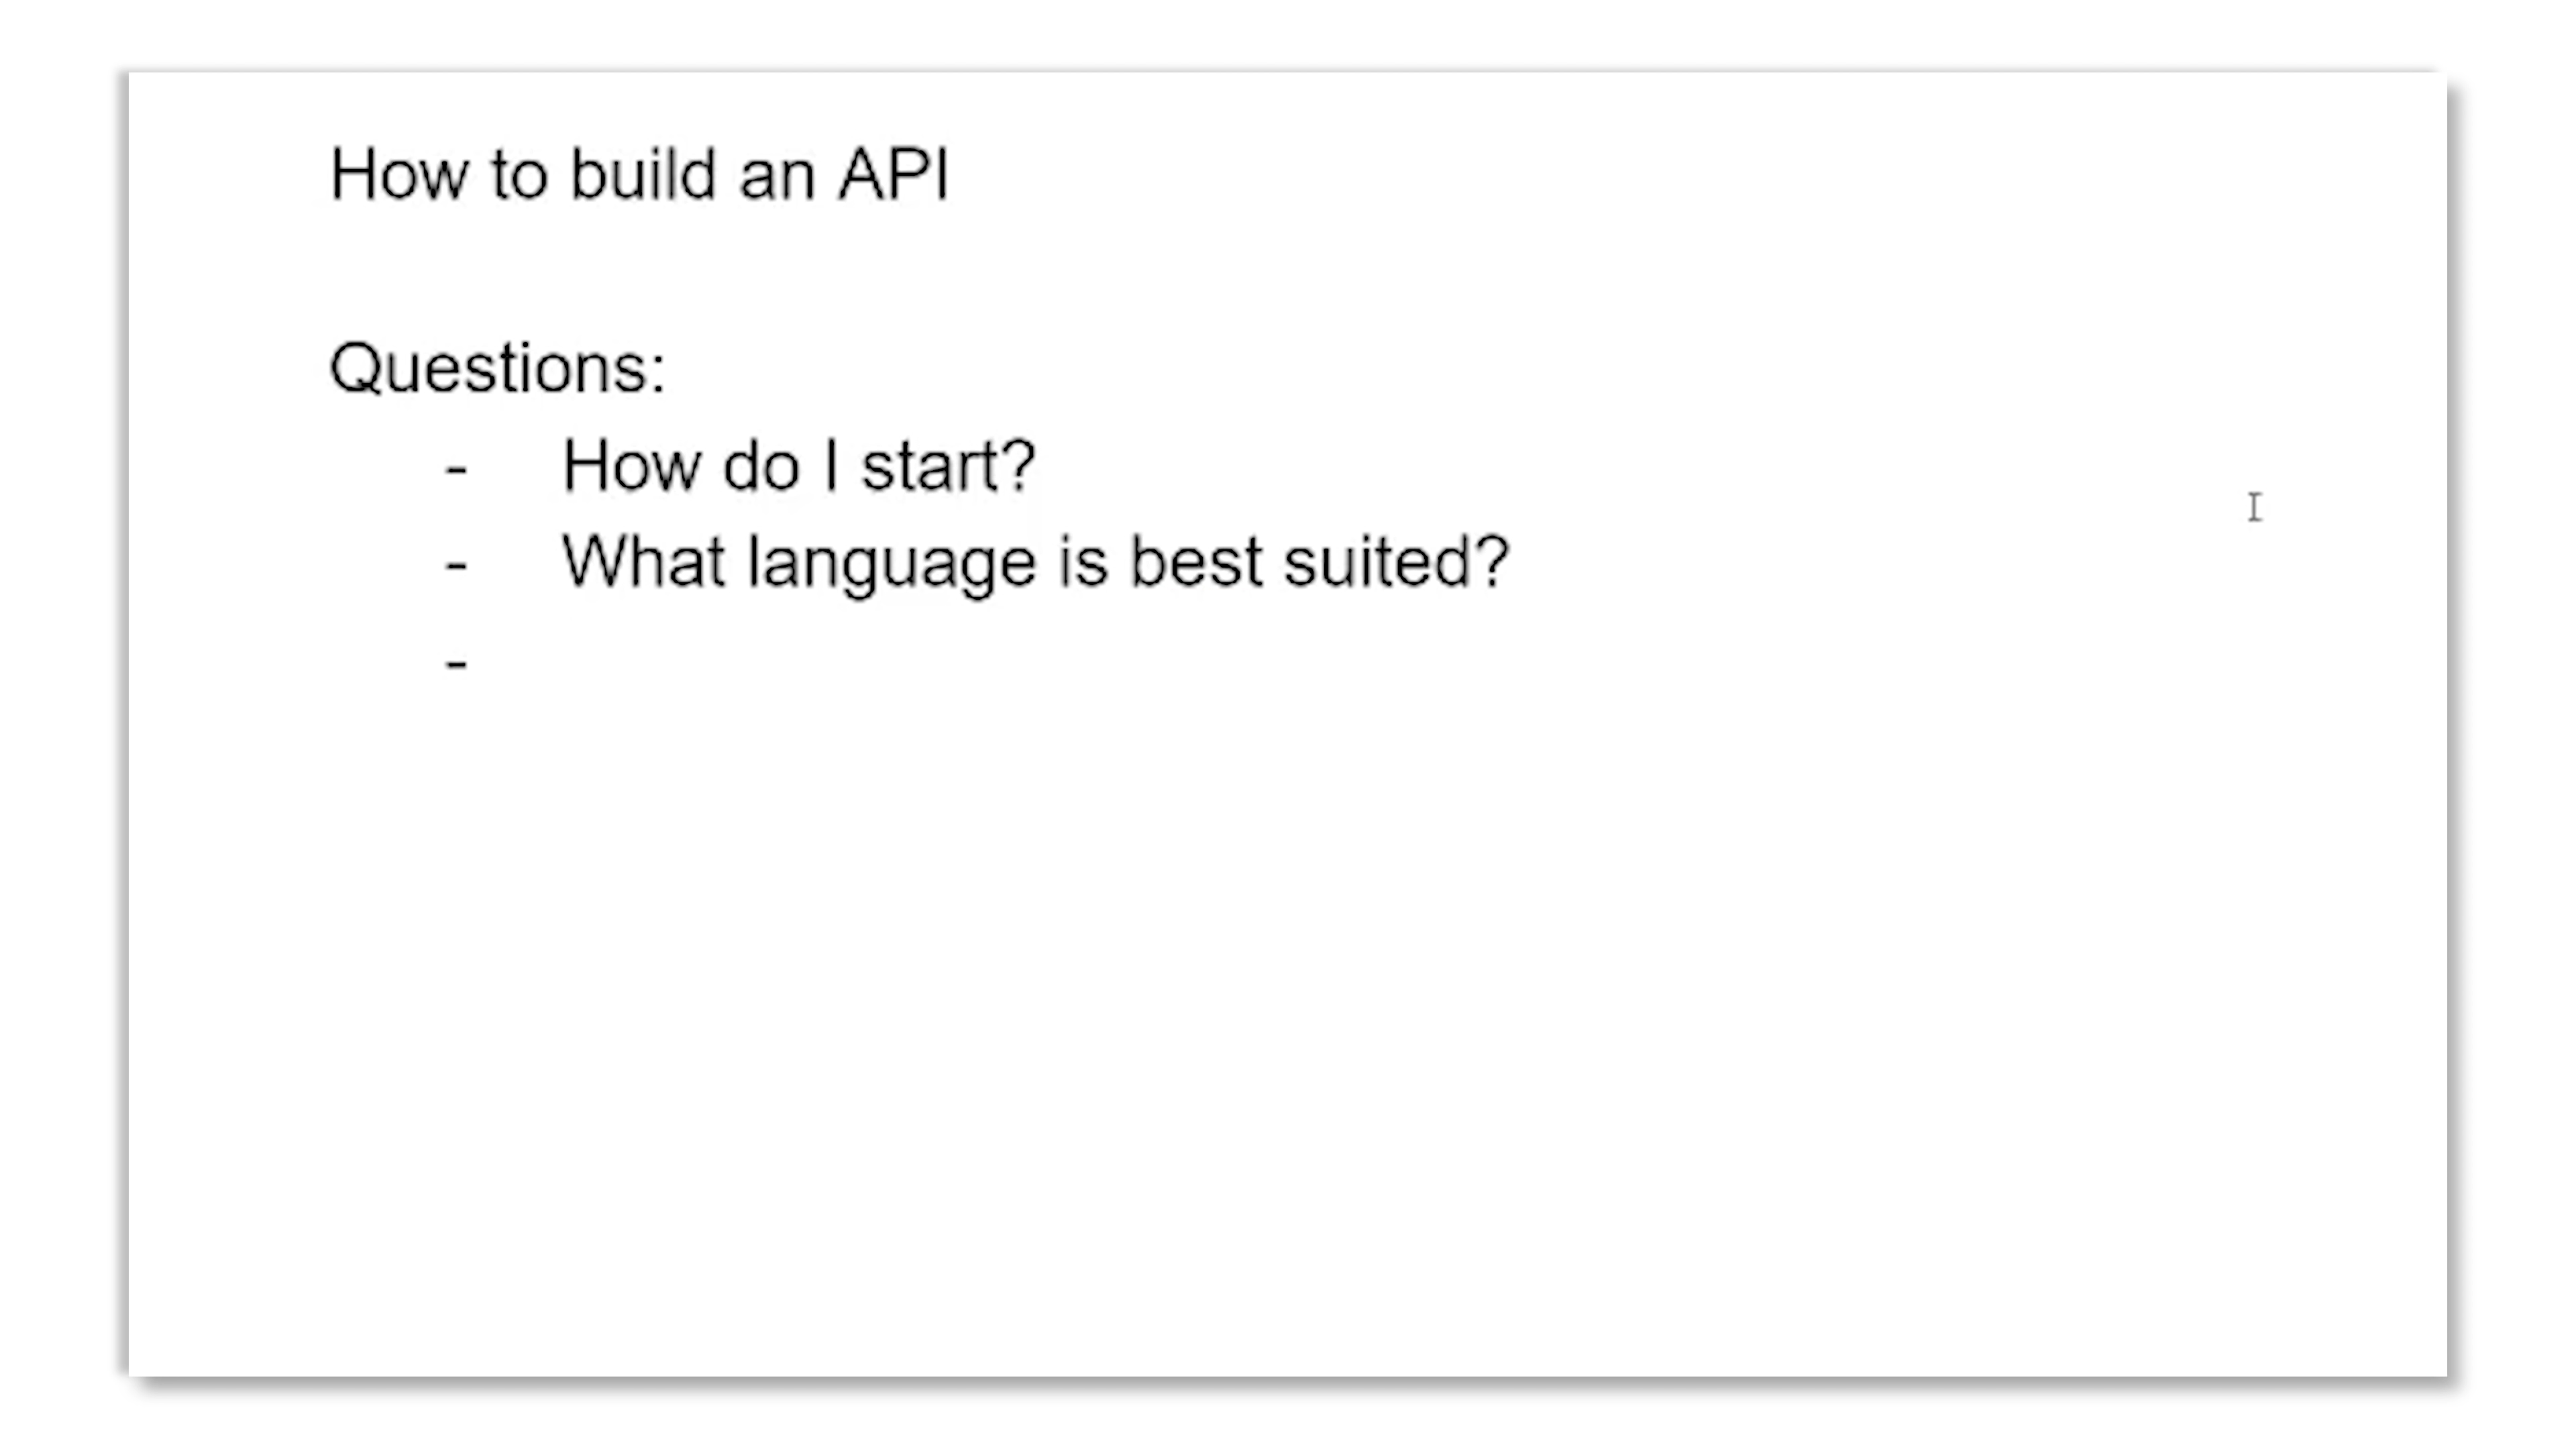 How to build an API
Questions:
- How do I start?
- What language is best suited?
-